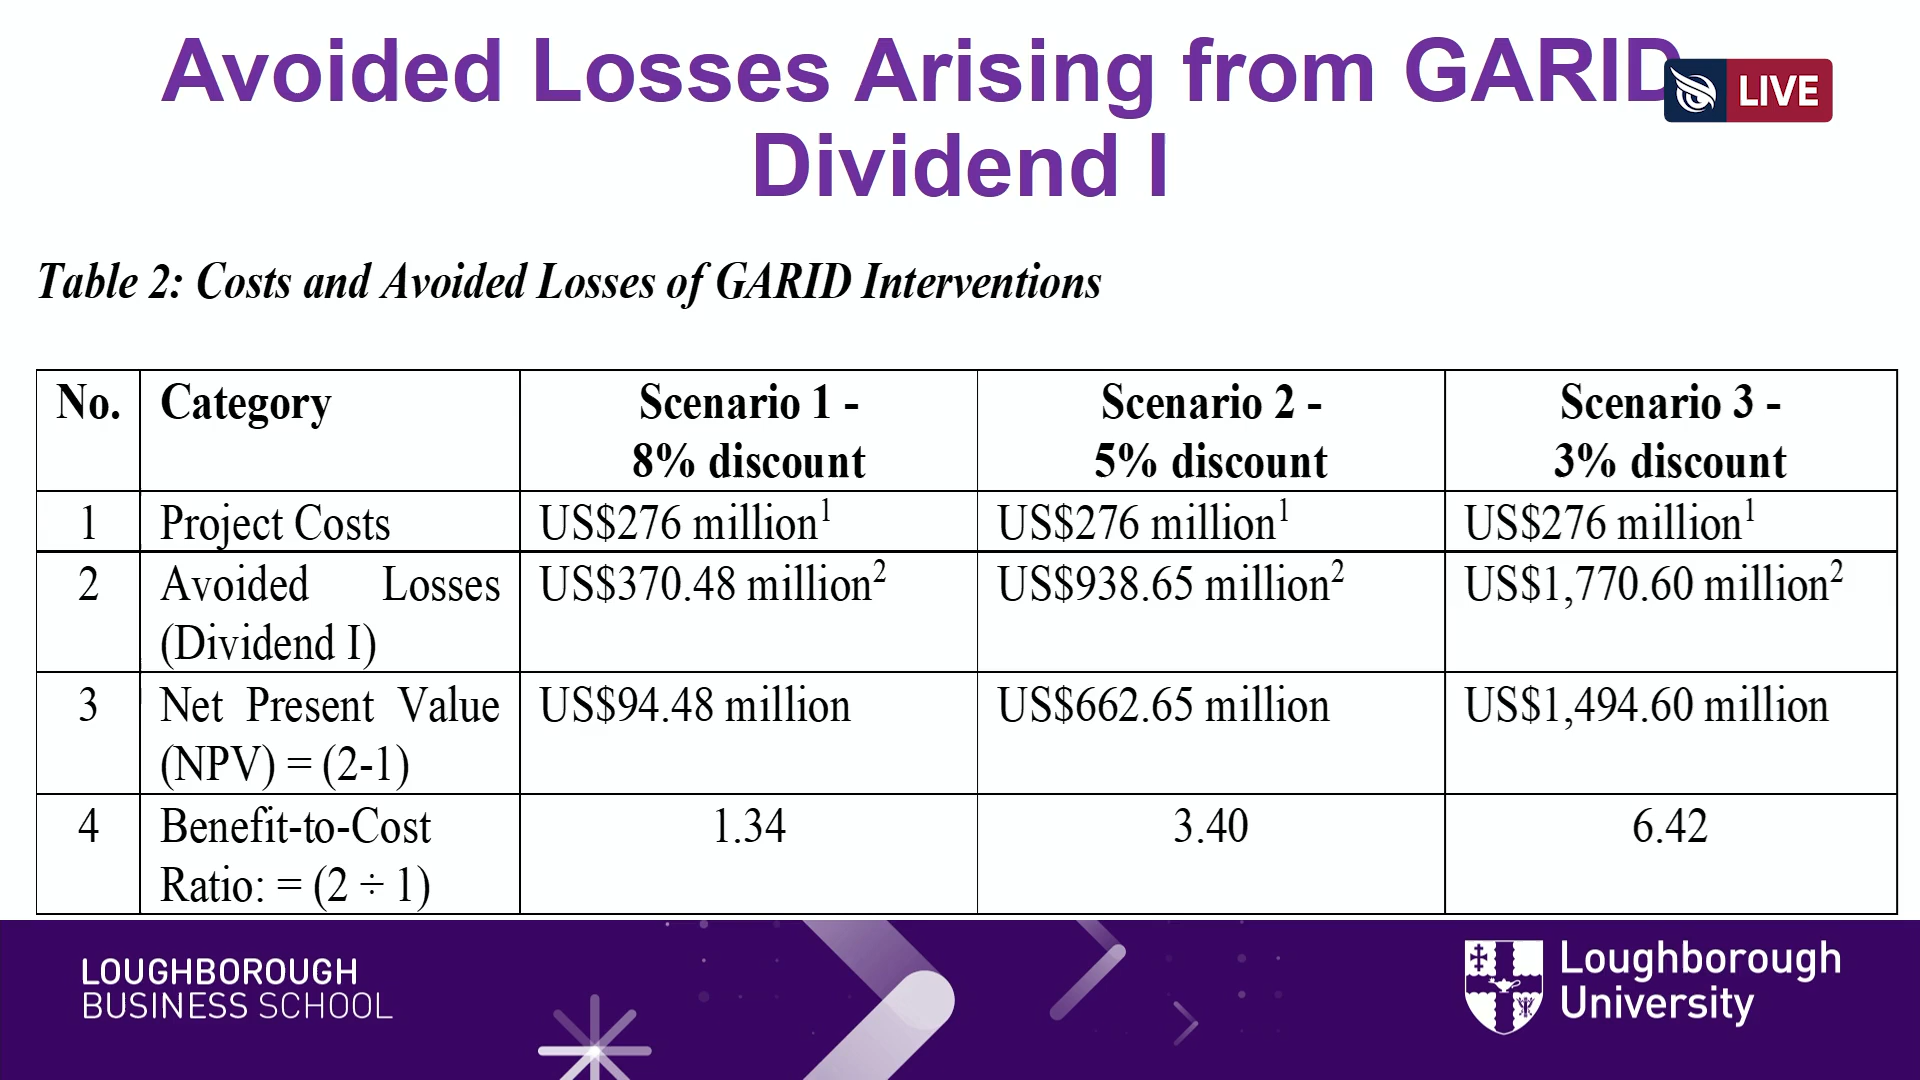 Avoided Losses Arising from GARID
LIVE
Dividend I
Table 2: Costs and Avoided Losses of GARID Interventions
No. Category Scenario 1 - Scenario 2 - Scenario 3 -
8% discount 5% discount 3% discount
1 Project Costs US$276 million¹ US$276 million¹ US$276 million¹
2 Avoided Losses US$370.48 million² US$938.65 million² US$1,770.60 million²
(Dividend I)
3 Net Present Value US$94.48 million US$662.65 million US$1,494.60 million
(NPV) = (2-1)
4 Benefit-to-Cost 1.34 3.40 6.42
Ratio: = (2 ÷ 1)
LOUGHBOROUGH
BUSINESS SCHOOL
Loughborough
University